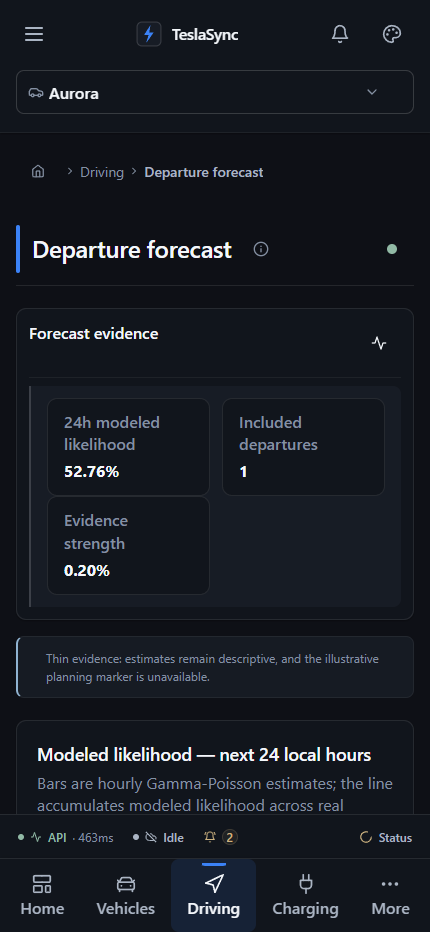 TeslaSync
Aurora
Driving
Departure forecast
Departure forecast
Forecast evidence
24h modeled
likelihood
52.76%
Included
departures
1
Evidence
strength
0.20%
Thin evidence: estimates remain descriptive, and the illustrative
planning marker is unavailable.
Modeled likelihood — next 24 local hours
Bars are hourly Gamma-Poisson estimates; the line
accumulates modeled likelihood across real
API · 463ms
Idle
2
Status
Home
Vehicles
Driving
Charging
More